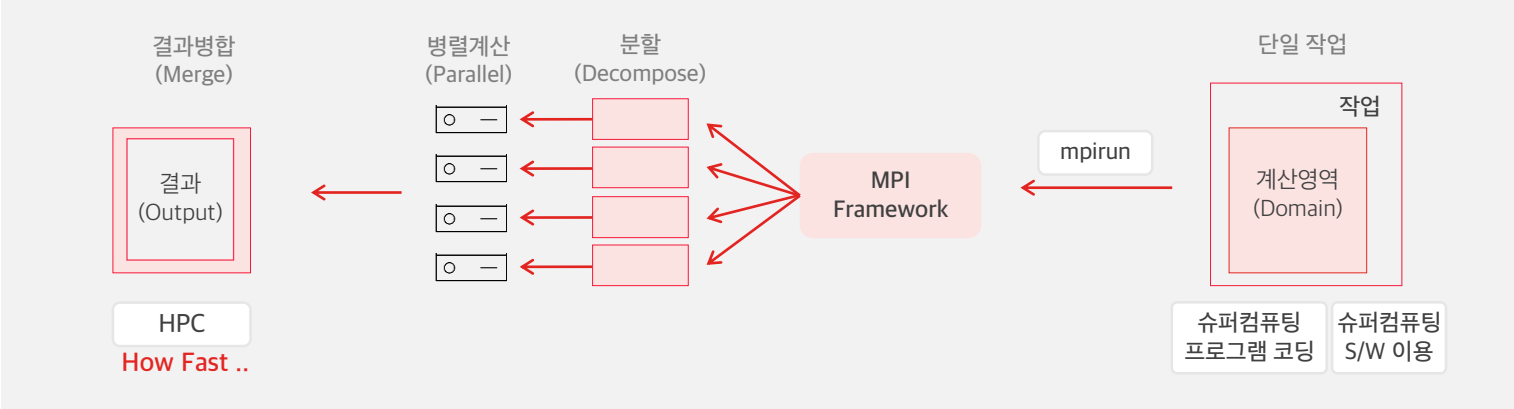 결과병합
(Merge)
병렬계산
(Parallel)
분할
(Decompose)
단일 작업
작업
mpirun
결과
(Output)
MPI
Framework
계산영역
(Domain)
HPC
How Fast ..
슈퍼컴퓨팅
프로그램 코딩
슈퍼컴퓨팅
S/W 이용